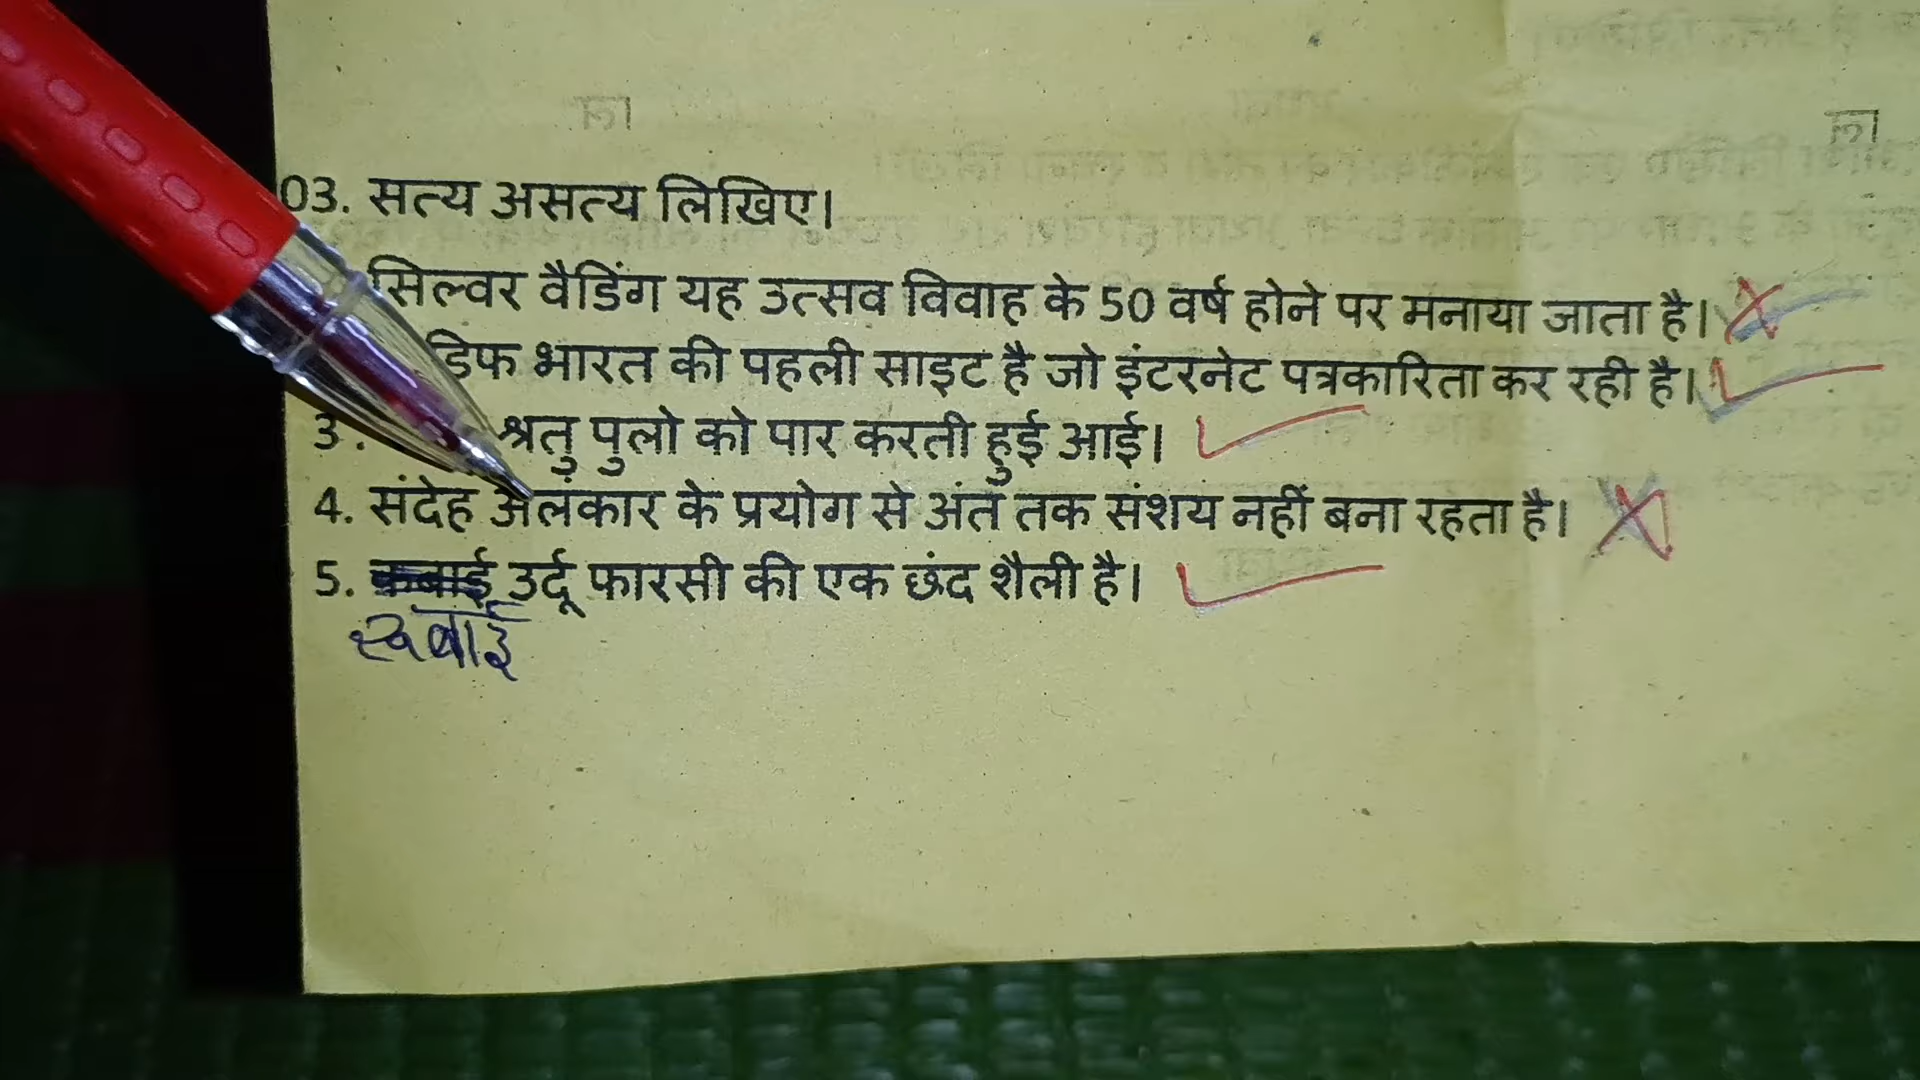 03. सत्य असत्य लिखिए।
सिल्वर वैडिंग यह उत्सव विवाह के 50 वर्ष होने पर मनाया जाता है।
डिफ भारत की पहली साइट है जो इंटरनेट पत्रकारिता कर रही है।
3. श्रतु पुलो को पार करती हुई आई।
4. संदेह अलंकार के प्रयोग से अंत तक संशय नहीं बना रहता है।
5. उर्दू फारसी की एक छंद शैली है।
रूबाई